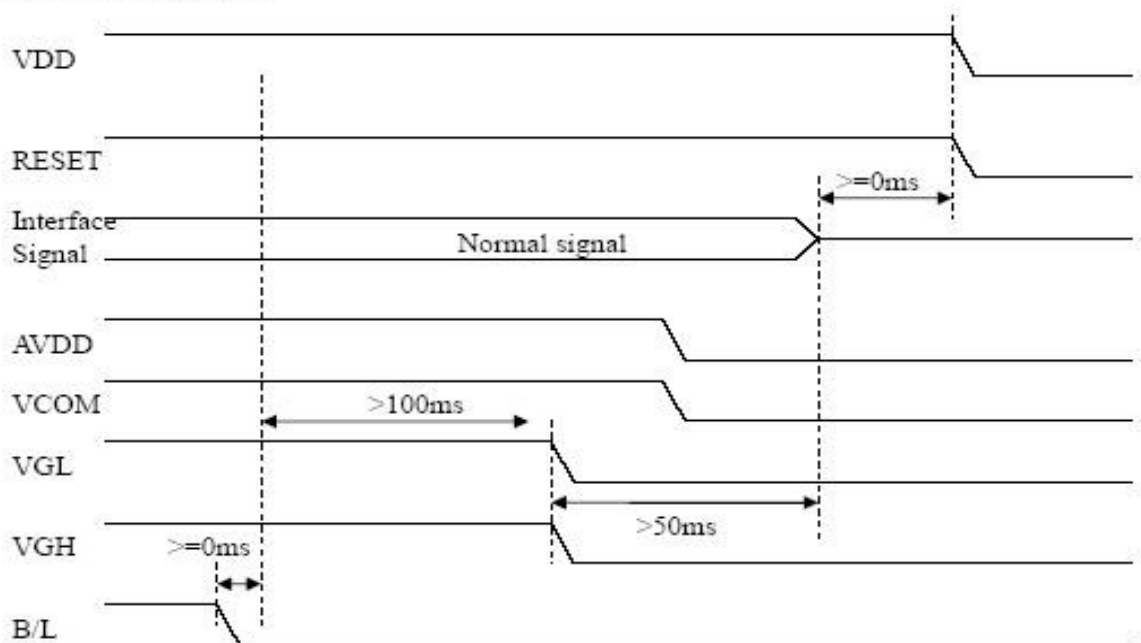 VDD
RESET
>=0ms
Interface
Signal
Normal signal
AVDD
VCOM
>100ms
VGL
>50ms
VGH
>=0ms
B/L